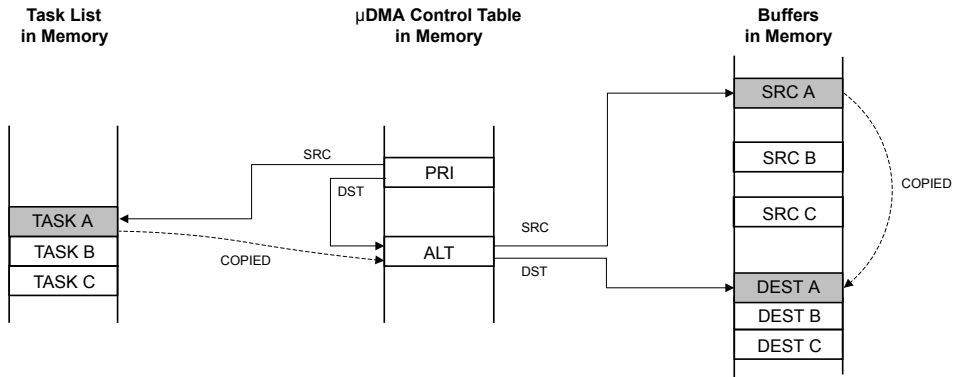 Task List
in Memory
µDMA Control Table
in Memory
Buffers
in Memory
SRC A
SRC
PRI
SRC B
DST
COPIED
TASK A
SRC C
SRC
TASK B
COPIED
ALT
DST
TASK C
DEST A
DEST B
DEST C